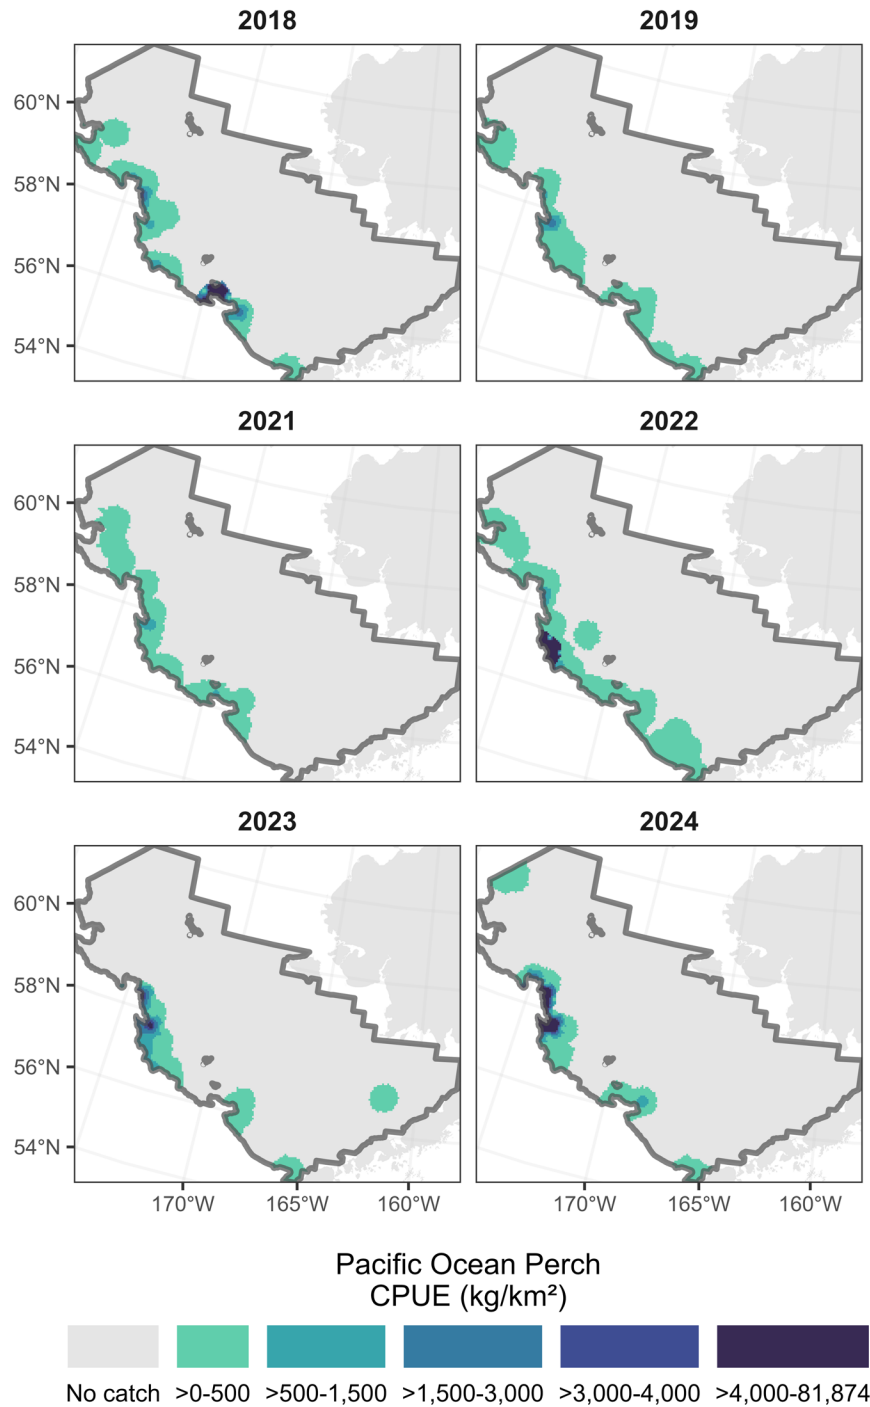 2018 2019
60°N
58°N
56°N
54°N
2021 2022
60°N
58°N
56°N
54°N
2023 2024
60°N
58°N
56°N
54°N
170°W 165°W 160°W 170°W 165°W 160°W
Pacific Ocean Perch
CPUE (kg/km²)
No catch >0-500 >500-1,500 >1,500-3,000 >3,000-4,000 >4,000-81,874